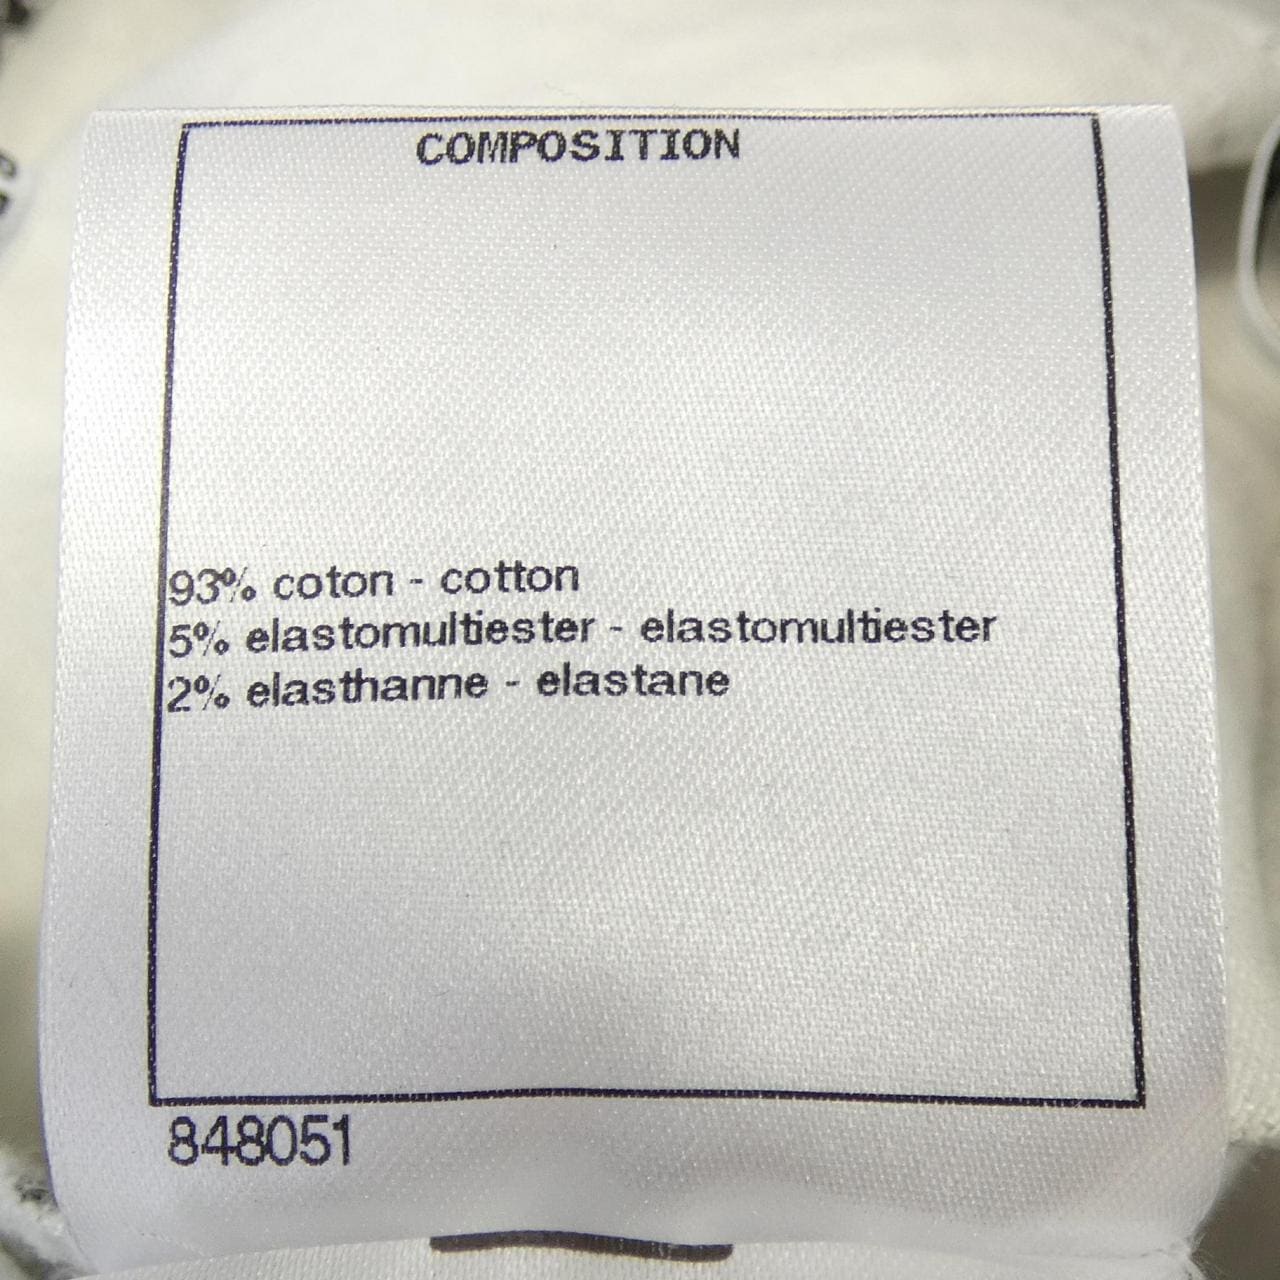 COMPOSITION
93% coton - cotton
5% elastomultiester - elastomultiester
2% elasthanne - elastane
848051